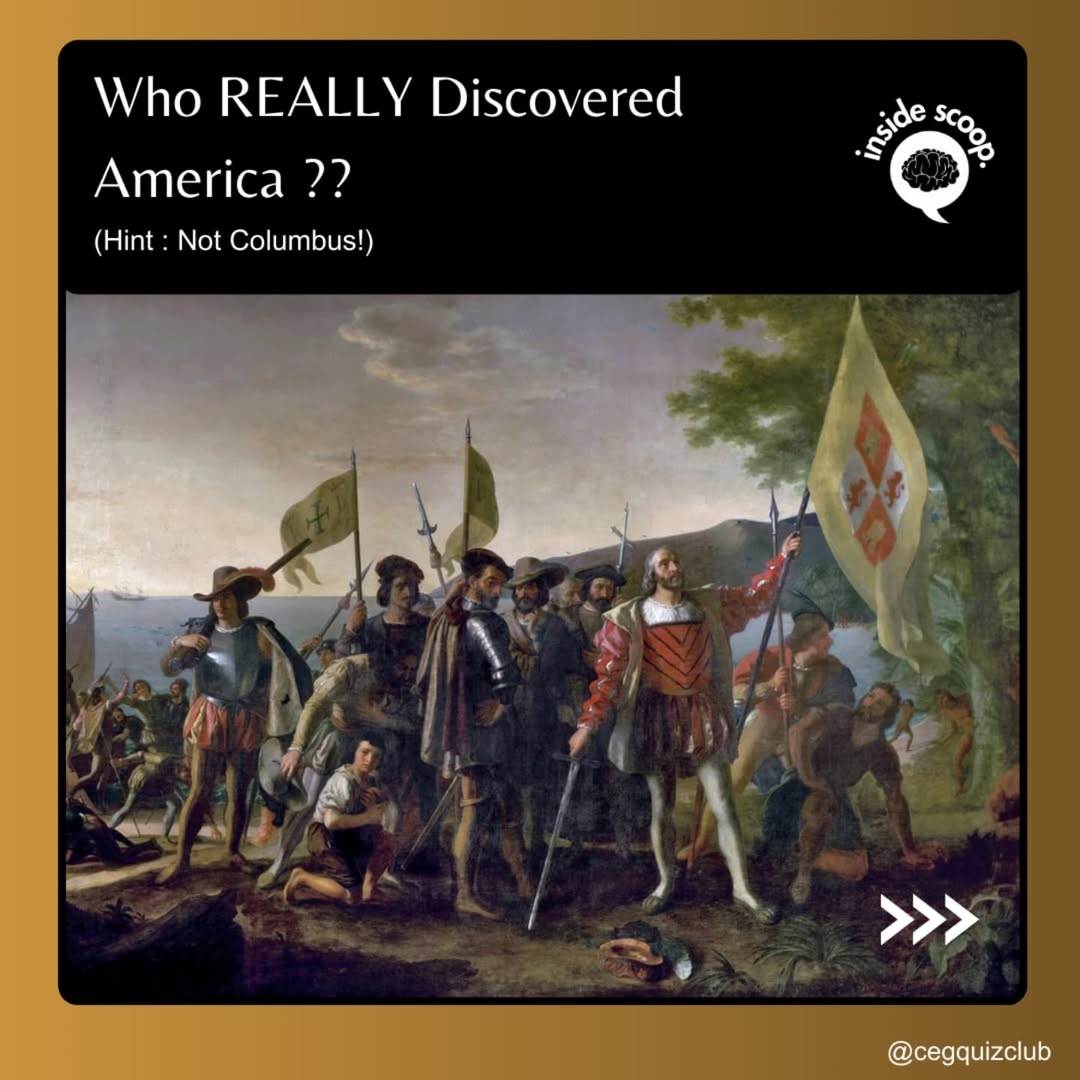 Who REALLY Discovered
America ??
(Hint : Not Columbus!)
inside scoop.
@cegquizclub